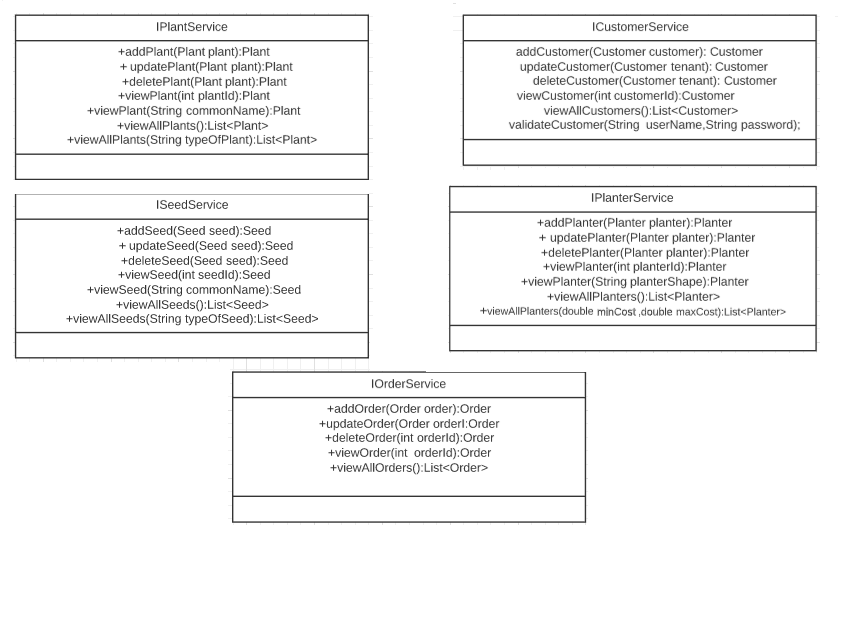 IPlantService
+addPlant(Plant plant):Plant
+ updatePlant(Plant plant):Plant
+deletePlant(Plant plant):Plant
+viewPlant(int plantId):Plant
+viewPlant(String commonName):Plant
+viewAllPlants():List<Plant>
+viewAllPlants(String typeOfPlant):List<Plant>
ICustomerService
addCustomer(Customer customer): Customer
updateCustomer(Customer tenant): Customer
deleteCustomer(Customer tenant): Customer
viewCustomer(int customerId):Customer
viewAllCustomers():List<Customer>
validateCustomer(String  userName,String password);
ISeedService
+addSeed(Seed seed):Seed
+ updateSeed(Seed seed):Seed
+deleteSeed(Seed seed):Seed
+viewSeed(int seedId):Seed
+viewSeed(String commonName):Seed
+viewAllSeeds():List<Seed>
+viewAllSeeds(String typeOfSeed):List<Seed>
IPlanterService
+addPlanter(Planter planter):Planter
+ updatePlanter(Planter planter):Planter
+deletePlanter(Planter planter):Planter
+viewPlanter(int planterId):Planter
+viewPlanter(String planterShape):Planter
+viewAllPlanters():List<Planter>
+viewAllPlanters(double minCost ,double maxCost):List<Planter>
IOrderService
+addOrder(Order order):Order
+updateOrder(Order orderI:Order
+deleteOrder(int orderId):Order
+viewOrder(int  orderId):Order
+viewAllOrders():List<Order>